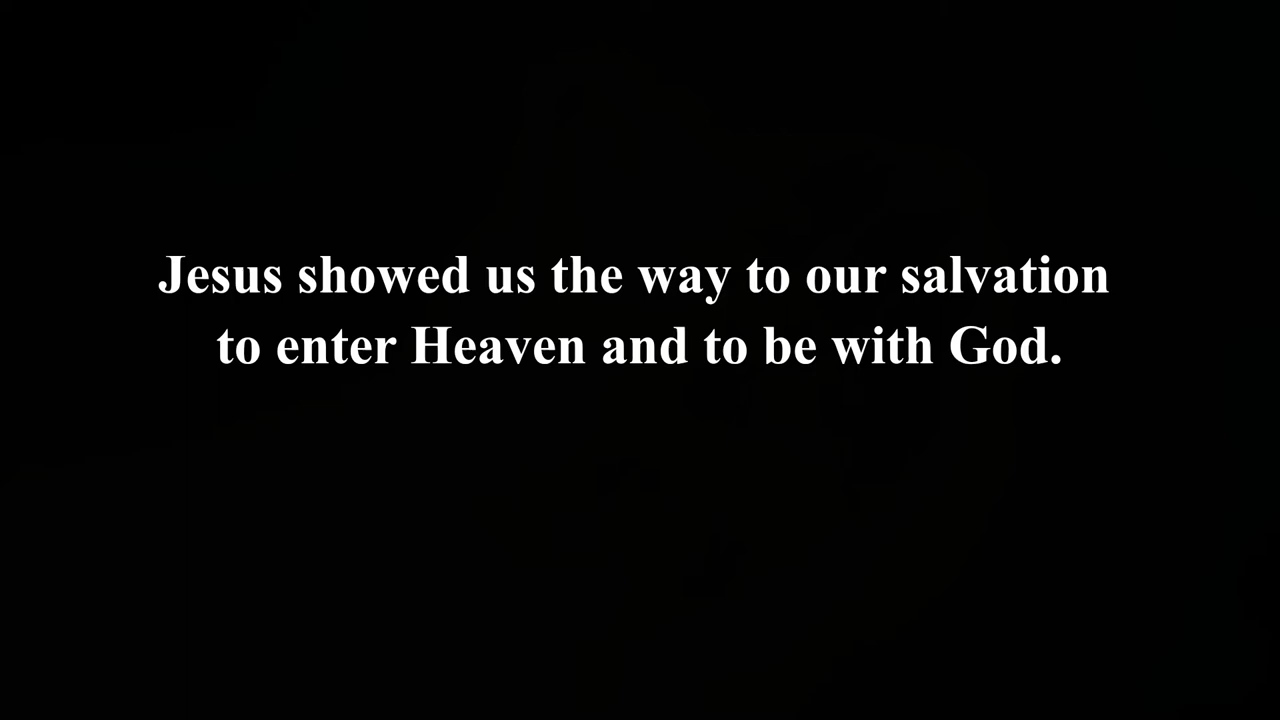 Jesus showed us the way to our salvation
to enter Heaven and to be with God.